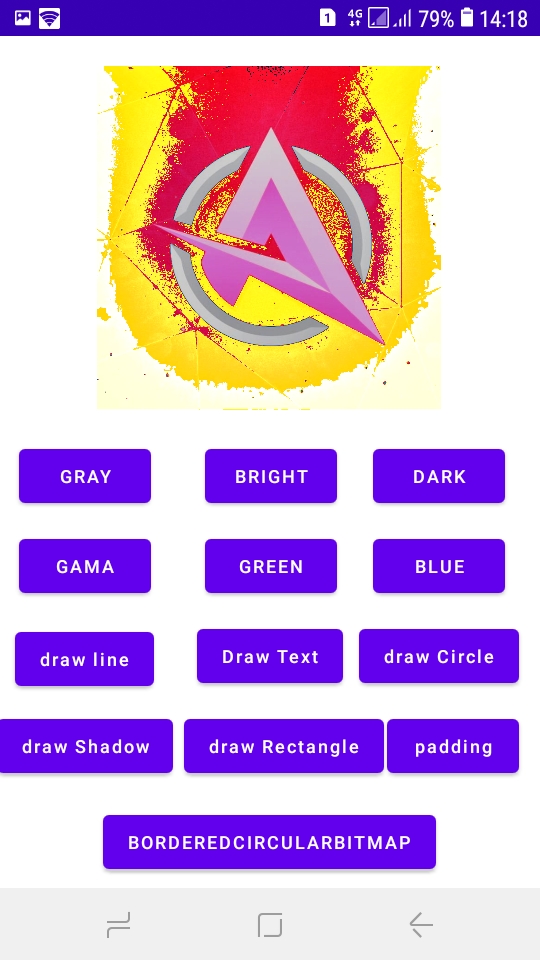 1 4G 79% 14:18
GRAY BRIGHT DARK
GAMA GREEN BLUE
draw line Draw Text draw Circle
draw Shadow draw Rectangle padding
BORDEREDCIRCULARBITMAP